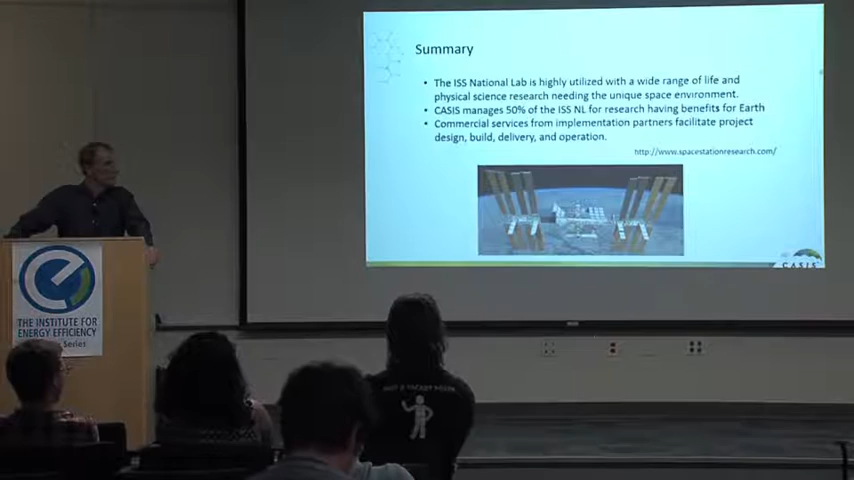 Summary
• The ISS National Lab is highly utilized with a wide range of life and
physical science research needing the unique space environment.
• CASIS manages 50% of the ISS NL for research having benefits for Earth
• Commercial services from implementation partners facilitate project
design, build, delivery, and operation.
http://www.spacestationresearch.com/
CASIS
THE INSTITUTE FOR
ENERGY EFFICIENCY
Series